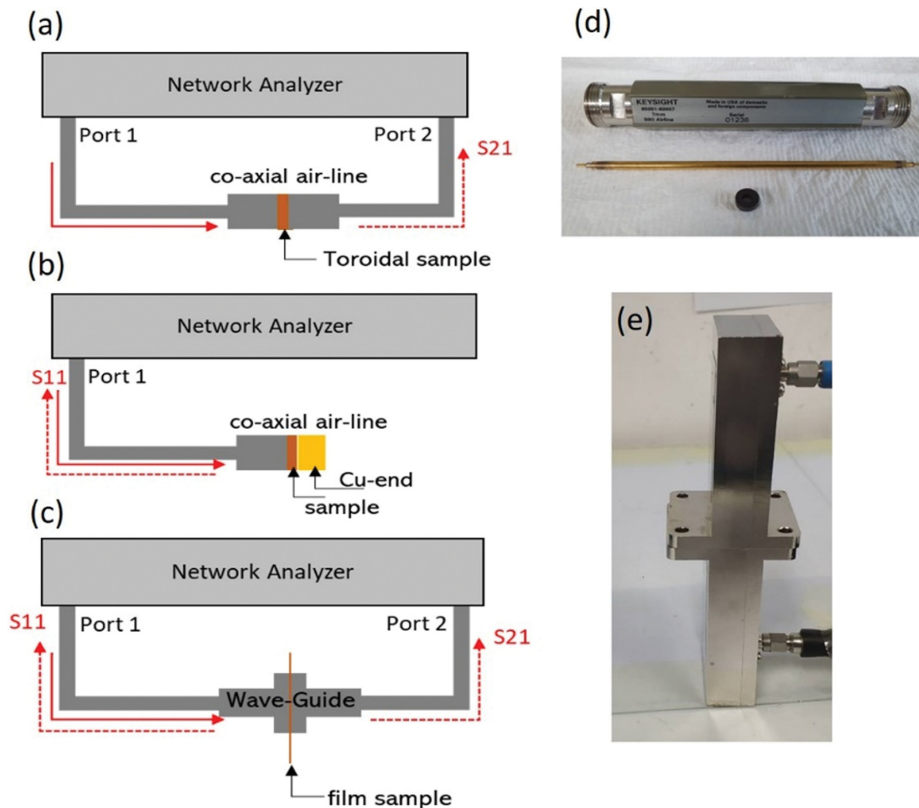 (a)
Network Analyzer
Port 1
Port 2
S21
co-axial air-line
Toroidal sample
(b)
Network Analyzer
S11
Port 1
co-axial air-line
Cu-end
sample
(c)
Network Analyzer
S11
Port 1
Port 2
S21
Wave-Guide
film sample
(d)
KEYSIGHT
Made in USA of domestic
and foreign components
7mm
Serial
01236
(e)